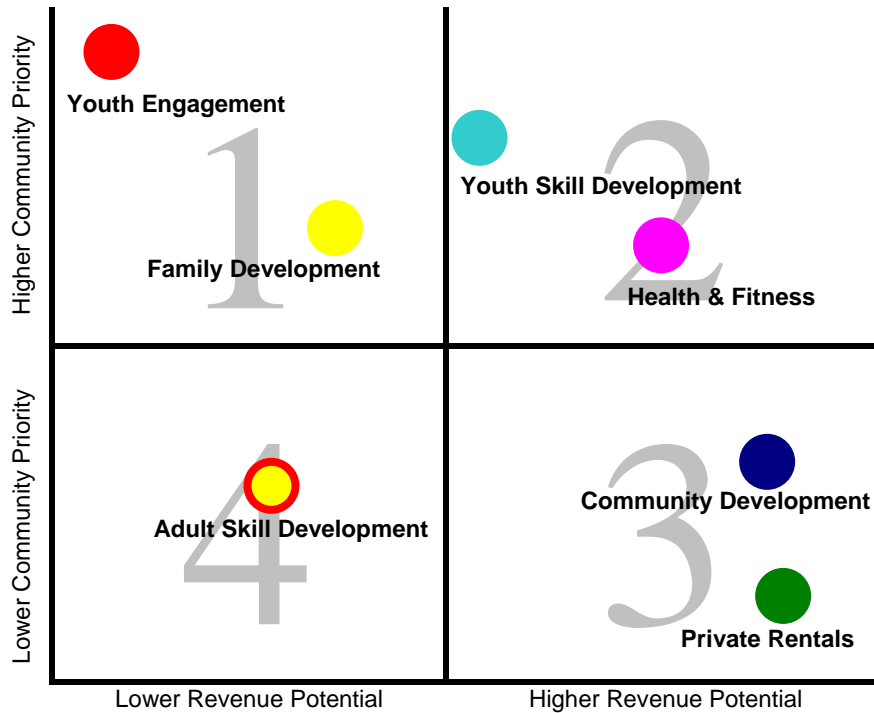 Higher Community Priority
Youth Engagement
1
Family Development
Youth Skill Development
2
Health & Fitness
Lower Community Priority
4
Adult Skill Development
3
Community Development
Private Rentals
Lower Revenue Potential
Higher Revenue Potential